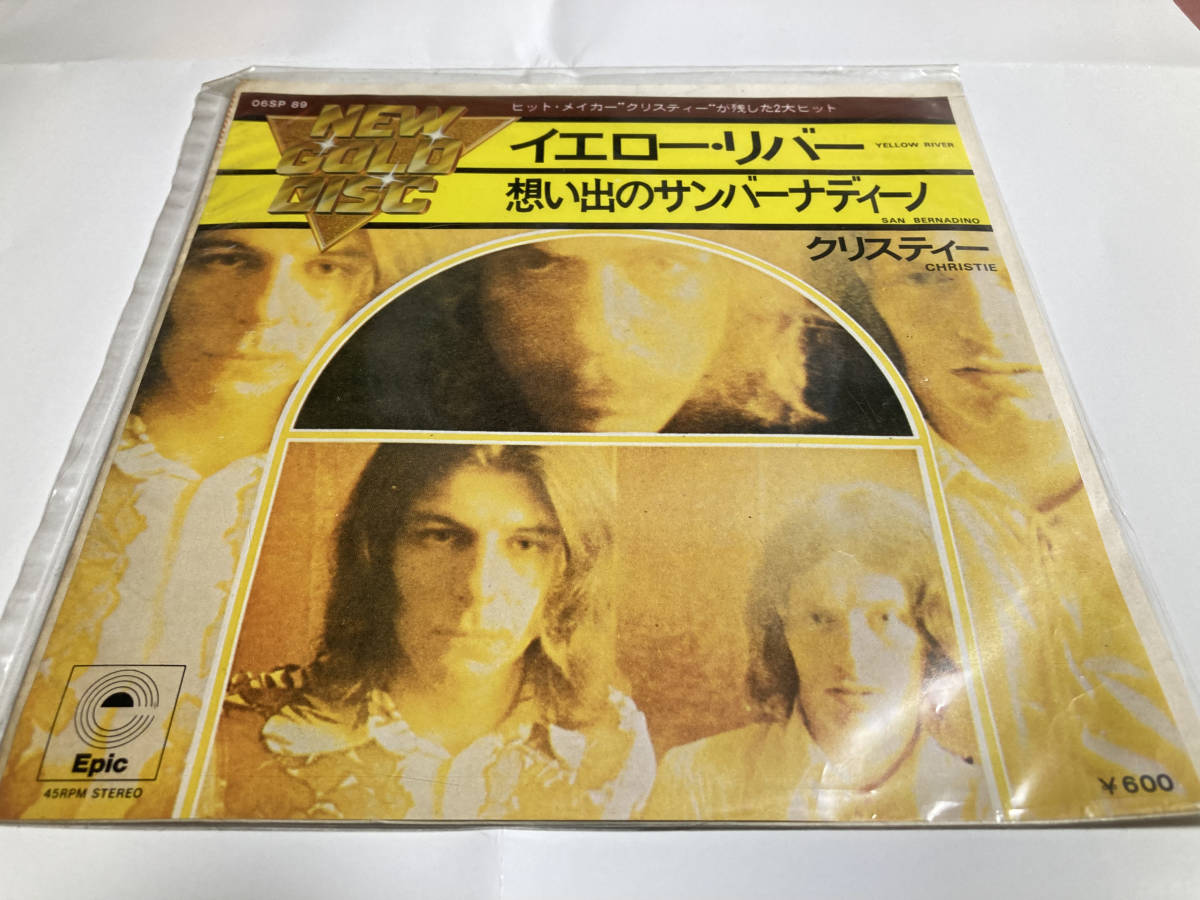 06SP 89
ヒット・メイカー"クリスティー"が残した2大ヒット
NEW
GOLD
DISC
イエロー・リバー YELLOW RIVER
想い出のサンバーナディーノ
SAN BERNADINO
クリスティー
CHRISTIE
e
Epic
45RPM STEREO
¥600